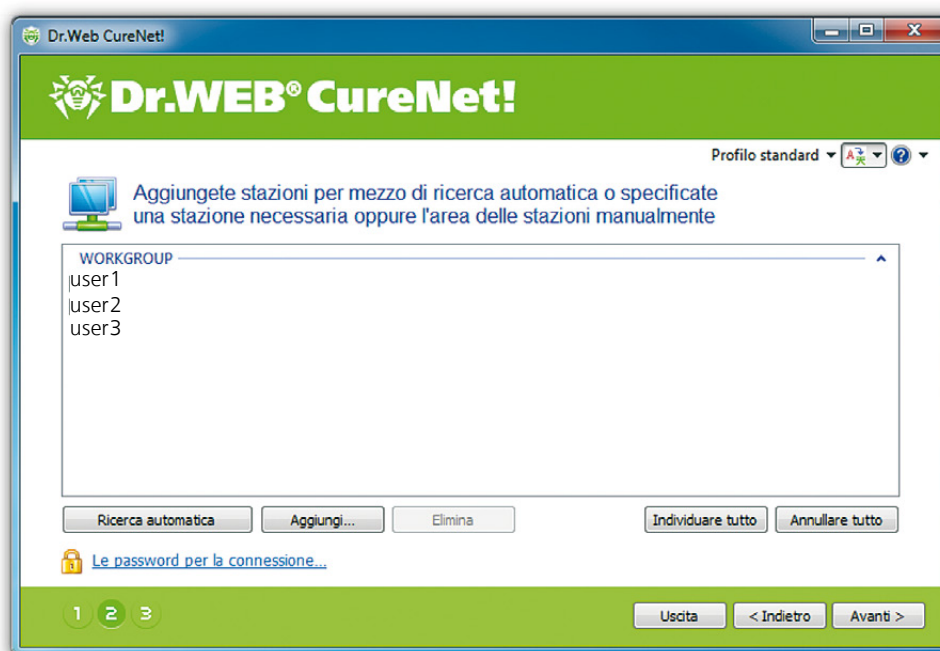 Dr.Web CureNet!
Dr.WEB® CureNet!
Profilo standard
Aggiungete stazioni per mezzo di ricerca automatica o specificate
una stazione necessaria oppure l'area delle stazioni manualmente
WORKGROUP
user1
user2
user3
Ricerca automatica Aggiungi... Elimina Individuare tutto Annullare tutto
Le password per la connessione...
1 2 3 Uscita < Indietro Avanti >